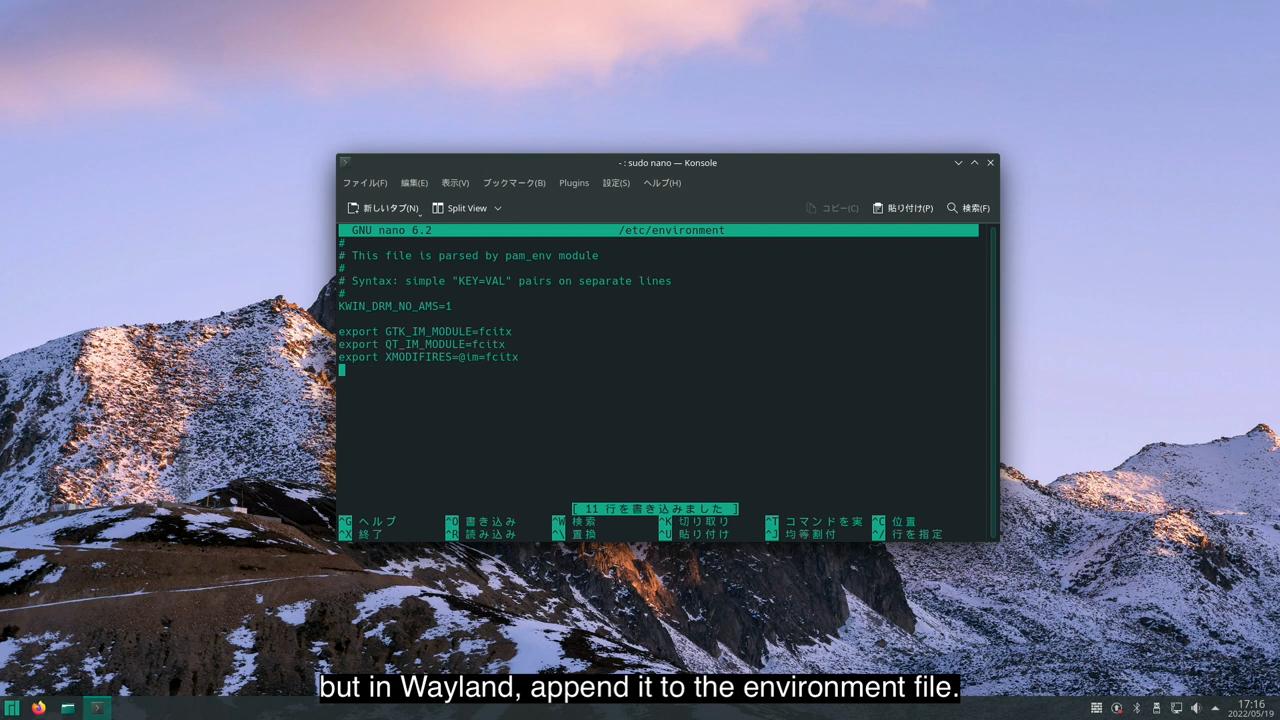 - : sudo nano — Konsole
ファイル(F) 編集(E) 表示(V) ブックマーク(B) Plugins 設定(S) ヘルプ(H)
新しいタブ(N) Split View コピー(C) 貼り付け(P) 検索(F)
GNU nano 6.2 /etc/environment
#
# This file is parsed by pam_env module
#
# Syntax: simple "KEY=VAL" pairs on separate lines
#
KWIN_DRM_NO_AMS=1
export GTK_IM_MODULE=fcitx
export QT_IM_MODULE=fcitx
export XMODIFIRES=@im=fcitx
[ 11 行を書き込みました ]
^G ヘルプ ^O 書き込み ^W 検索 ^K 切り取り ^T コマンドを実 ^C 位置
^X 終了 ^R 読み込み ^\ 置換 ^U 貼り付け ^J 均等割付 ^/ 行を指定
but in Wayland, append it to the environment file.
17:16
2022/05/19